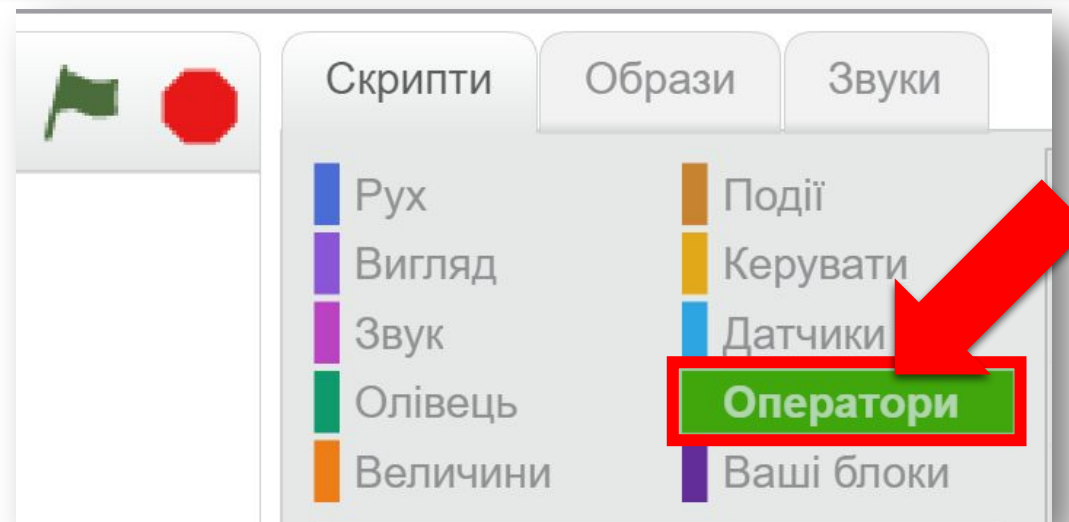 Скрипти Образи Звуки
Рух Події
Вигляд Керувати
Звук Датчики
Олівець Оператори
Величини Ваші блоки